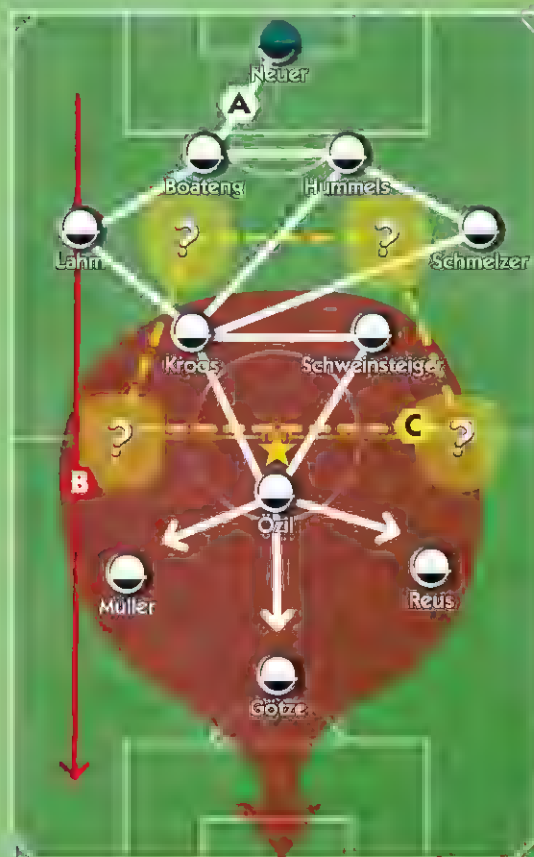 Neuer
A
Boateng
Hummels
?
?
Lahm
Schmelzer
Kroos
Schweinsteiger
?
C
?
B
Özil
Müller
Reus
Götze